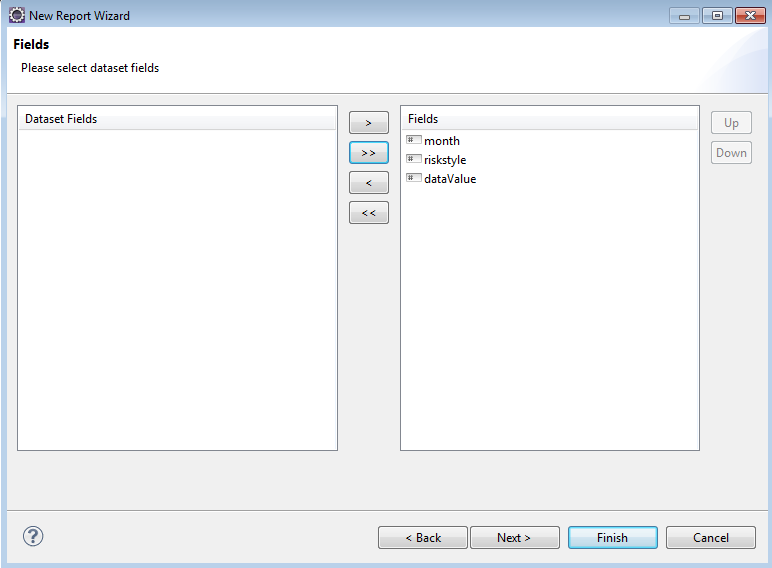 New Report Wizard
Fields
Please select dataset fields
Dataset Fields
>
>>
<
<<
Fields
month
riskstyle
dataValue
Up
Down
?
< Back
Next >
Finish
Cancel